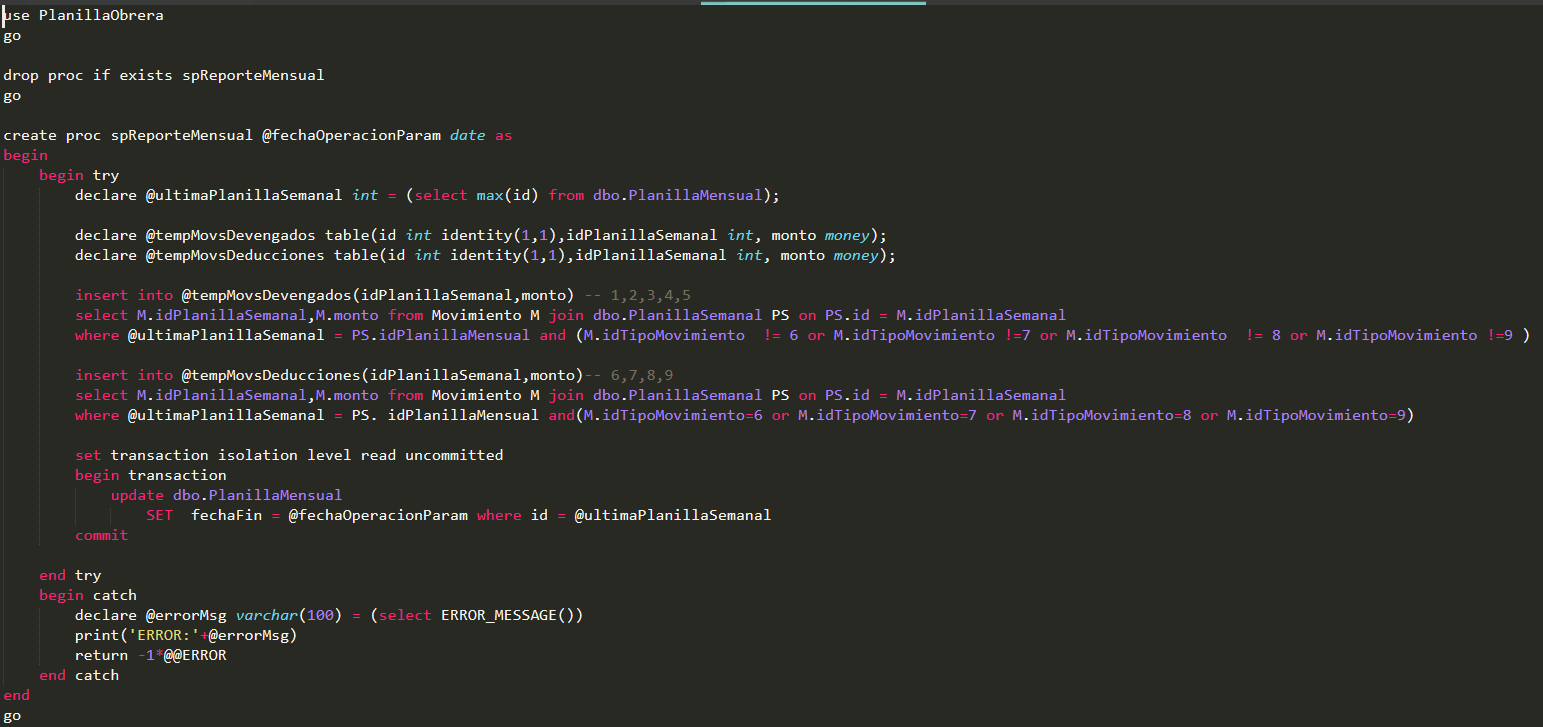 use PlanillaObrera
go
drop proc if exists spReporteMensual
go
create proc spReporteMensual @fechaOperacionParam date as
begin
begin try
declare @ultimaPlanillaSemanal int = (select max(id) from dbo.PlanillaMensual);
declare @tempMovsDevengados table(id int identity(1,1),idPlanillaSemanal int, monto money);
declare @tempMovsDeducciones table(id int identity(1,1),idPlanillaSemanal int, monto money);
insert into @tempMovsDevengados(idPlanillaSemanal,monto) -- 1,2,3,4,5
select M.idPlanillaSemanal,M.monto from Movimiento M join dbo.PlanillaSemanal PS on PS.id = M.idPlanillaSemanal
where @ultimaPlanillaSemanal = PS.idPlanillaMensual and (M.idTipoMovimiento  != 6 or M.idTipoMovimiento !=7 or M.idTipoMovimiento  != 8 or M.idTipoMovimiento !=9 )
insert into @tempMovsDeducciones(idPlanillaSemanal,monto)-- 6,7,8,9
select M.idPlanillaSemanal,M.monto from Movimiento M join dbo.PlanillaSemanal PS on PS.id = M.idPlanillaSemanal
where @ultimaPlanillaSemanal = PS. idPlanillaMensual and(M.idTipoMovimiento=6 or M.idTipoMovimiento=7 or M.idTipoMovimiento=8 or M.idTipoMovimiento=9)
set transaction isolation level read uncommitted
begin transaction
update dbo.PlanillaMensual
SET  fechaFin = @fechaOperacionParam where id = @ultimaPlanillaSemanal
commit
end try
begin catch
declare @errorMsg varchar(100) = (select ERROR_MESSAGE())
print('ERROR:'+@errorMsg)
return -1*@@ERROR
end catch
end
go